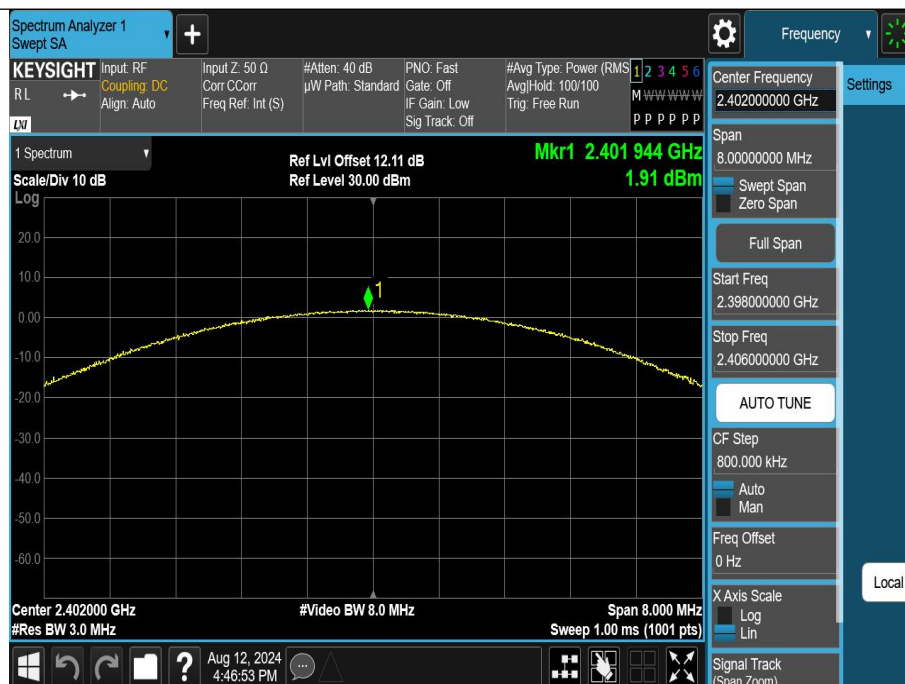 Spectrum Analyzer 1
Swept SA
+
Frequency
KEYSIGHT
RL
LXI
Input: RF
Coupling: DC
Align: Auto
Input Z: 50 Ω
Corr CCorr
Freq Ref: Int (S)
#Atten: 40 dB
µW Path: Standard
PNO: Fast
Gate: Off
IF Gain: Low
Sig Track: Off
#Avg Type: Power (RMS
Avg|Hold: 100/100
Trig: Free Run
1 2 3 4 5 6
M W W W W W
P P P P P P
1 Spectrum
Scale/Div 10 dB
Log
Ref Lvl Offset 12.11 dB
Ref Level 30.00 dBm
Mkr1 2.401 944 GHz
1.91 dBm
20.0
10.0
0.00
-10.0
-20.0
-30.0
-40.0
-50.0
-60.0
1
Center 2.402000 GHz
#Res BW 3.0 MHz
#Video BW 8.0 MHz
Span 8.000 MHz
Sweep 1.00 ms (1001 pts)
Center Frequency
2.402000000 GHz
Settings
Span
8.00000000 MHz
Swept Span
Zero Span
Full Span
Start Freq
2.398000000 GHz
Stop Freq
2.406000000 GHz
AUTO TUNE
CF Step
800.000 kHz
Auto
Man
Freq Offset
0 Hz
X Axis Scale
Log
Lin
Local
Signal Track
(Span Zoom)
?
Aug 12, 2024
4:46:53 PM